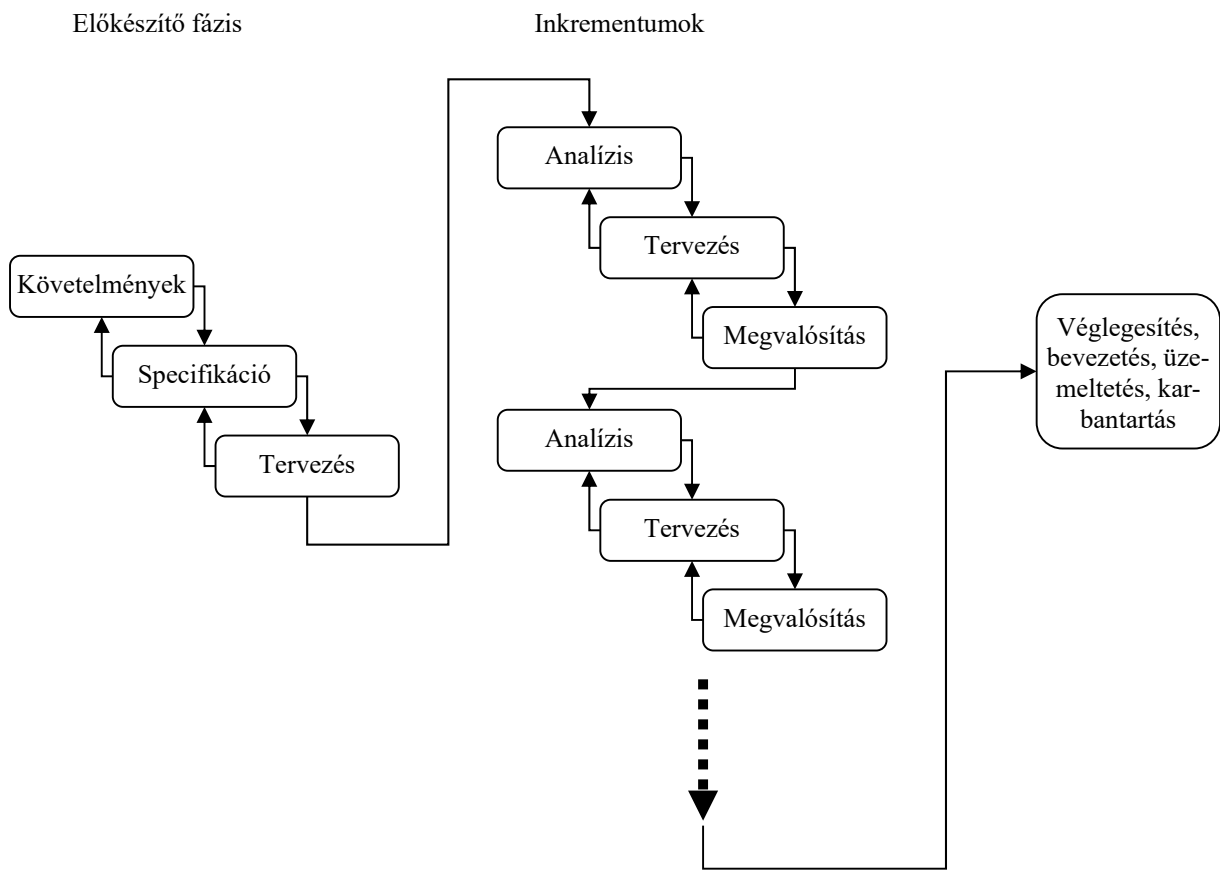 Előkészítő fázis
Inkrementumok
Követelmények
Specifikáció
Tervezés
Analízis
Tervezés
Megvalósítás
Analízis
Tervezés
Megvalósítás
Véglegesítés,
bevezetés, üze-
meltetés, kar-
bantartás